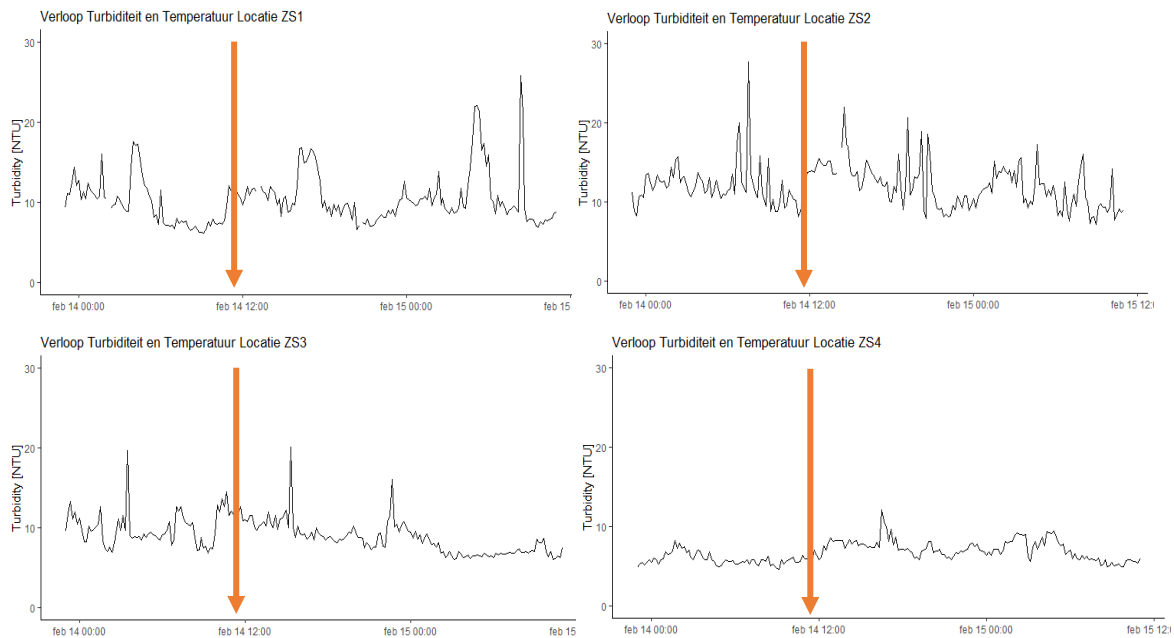 Verloop Turbiditeit en Temperatuur Locatie ZS1
30
20
10
0
Turbidity [NTU]
feb 14 00:00
feb 14 12:00
feb 15 00:00
feb 15
Verloop Turbiditeit en Temperatuur Locatie ZS2
30
20
10
0
Turbidity [NTU]
feb 14 00:00
feb 14 12:00
feb 15 00:00
feb 15 12:0
Verloop Turbiditeit en Temperatuur Locatie ZS3
30
20
10
0
Turbidity [NTU]
feb 14 00:00
feb 14 12:00
feb 15 00:00
feb 15
Verloop Turbiditeit en Temperatuur Locatie ZS4
30
20
10
0
Turbidity [NTU]
feb 14 00:00
feb 14 12:00
feb 15 00:00
feb 15 12:0